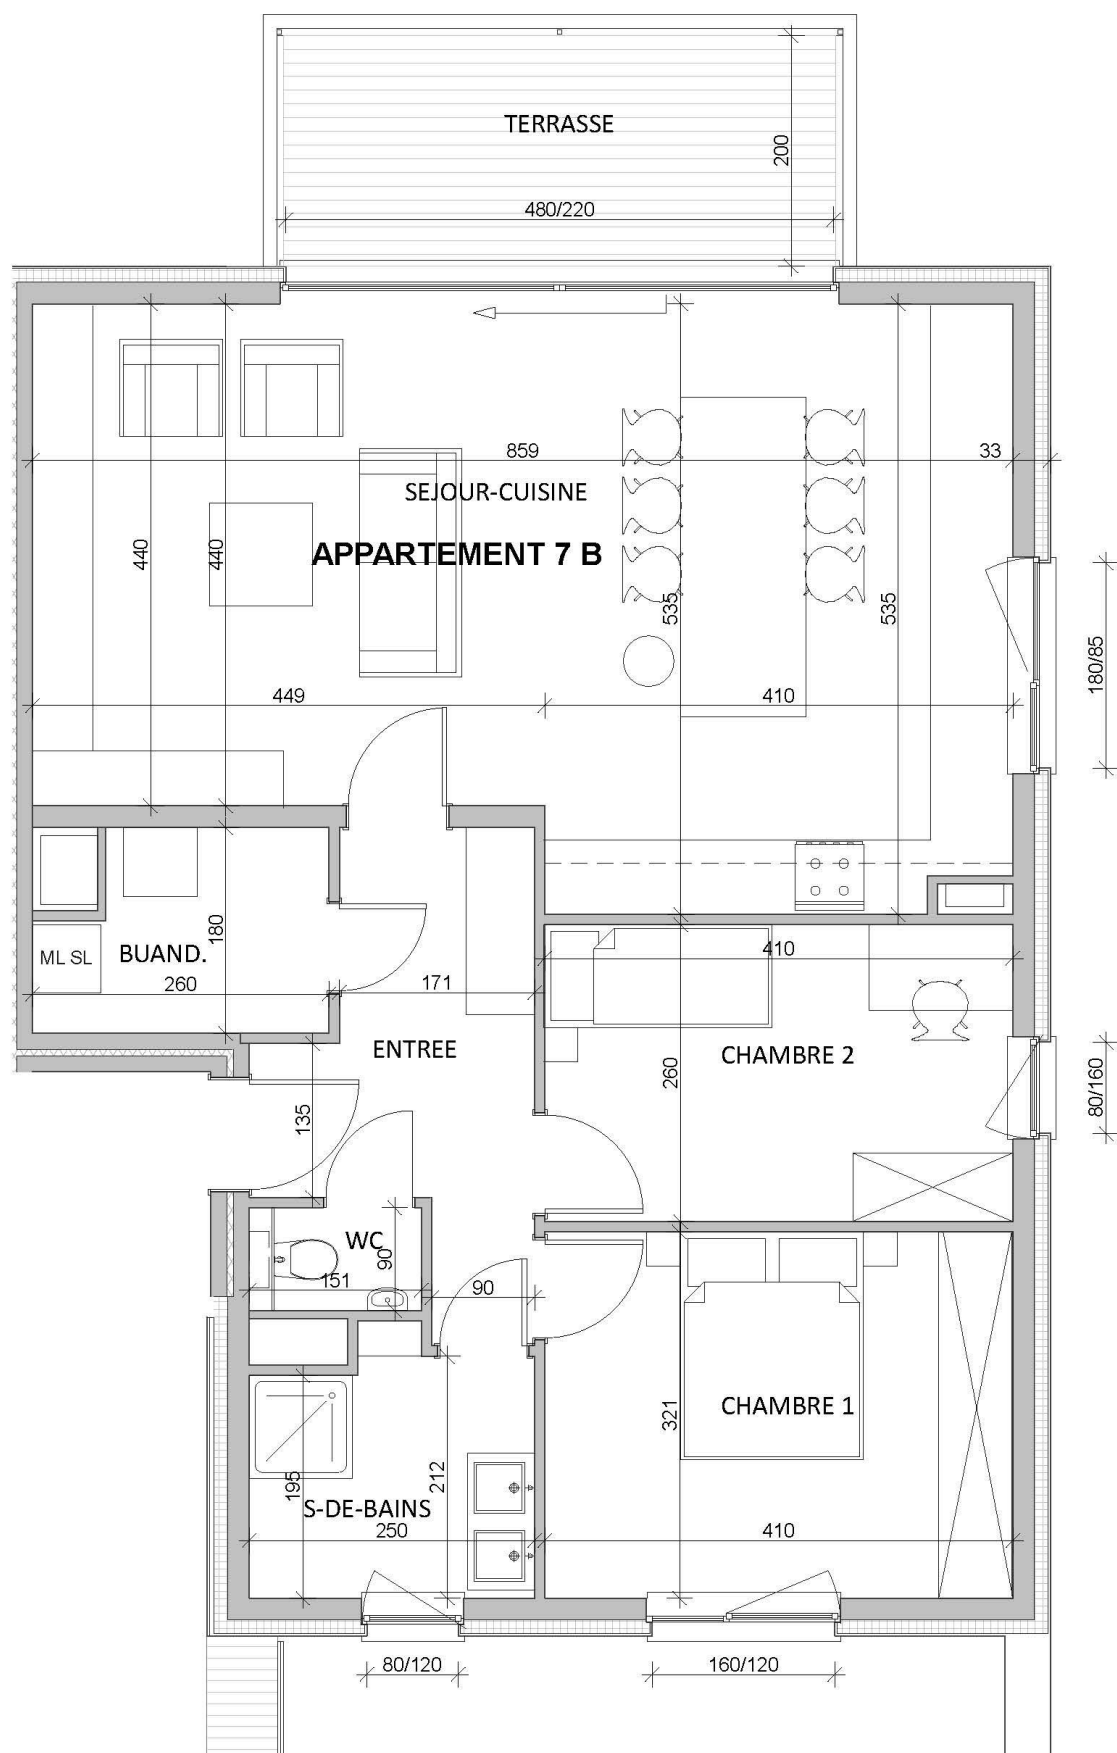 TERRASSE
200
480/220
859
33
SEJOUR-CUISINE
440
440
APPARTEMENT 7 B
535
535
180/85
449
410
180
BUAND.
ML SL
260
171
410
ENTREE
CHAMBRE 2
260
80/160
135
WC
90
151
90
CHAMBRE 1
321
195
212
S-DE-BAINS
250
410
80/120
160/120